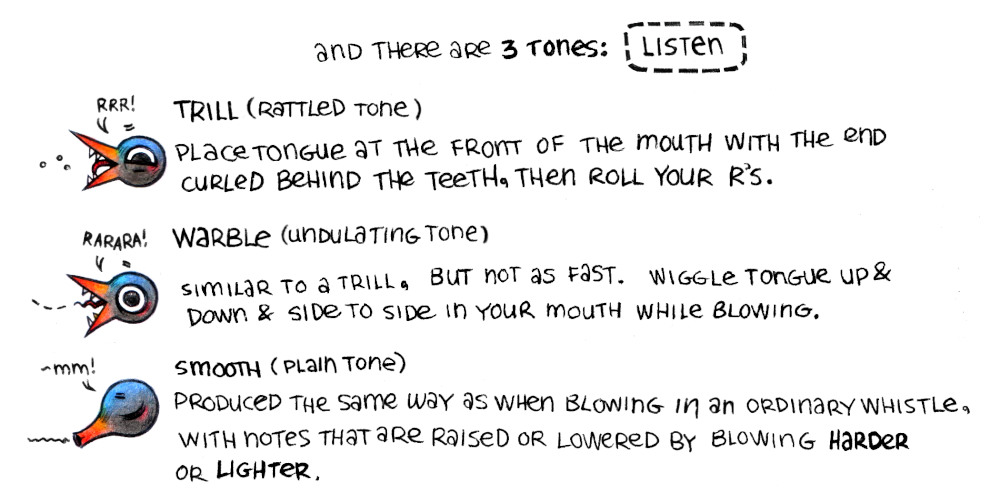 and THERE are 3 TONES: LISTEN
RRR!
TRILL (RATTLED TONE)
PLACE TONGUE AT THE FRONT OF THE MOUTH WITH THE END
CURLED BEHIND THE TEETH, THEN ROLL YOUR R'S.
RARARA!
WARBLE (UNDULATING TONE)
SIMILAR TO A TRILL, BUT NOT AS FAST. WIGGLE TONGUE UP &
DOWN & SIDE TO SIDE IN YOUR MOUTH WHILE BLOWING.
~mm!
SMOOTH (PLAIN TONE)
PRODUCED THE SAME WAY AS WHEN BLOWING IN AN ORDINARY WHISTLE,
WITH NOTES THAT ARE RAISED OR LOWERED BY BLOWING HARDER
OR LIGHTER.